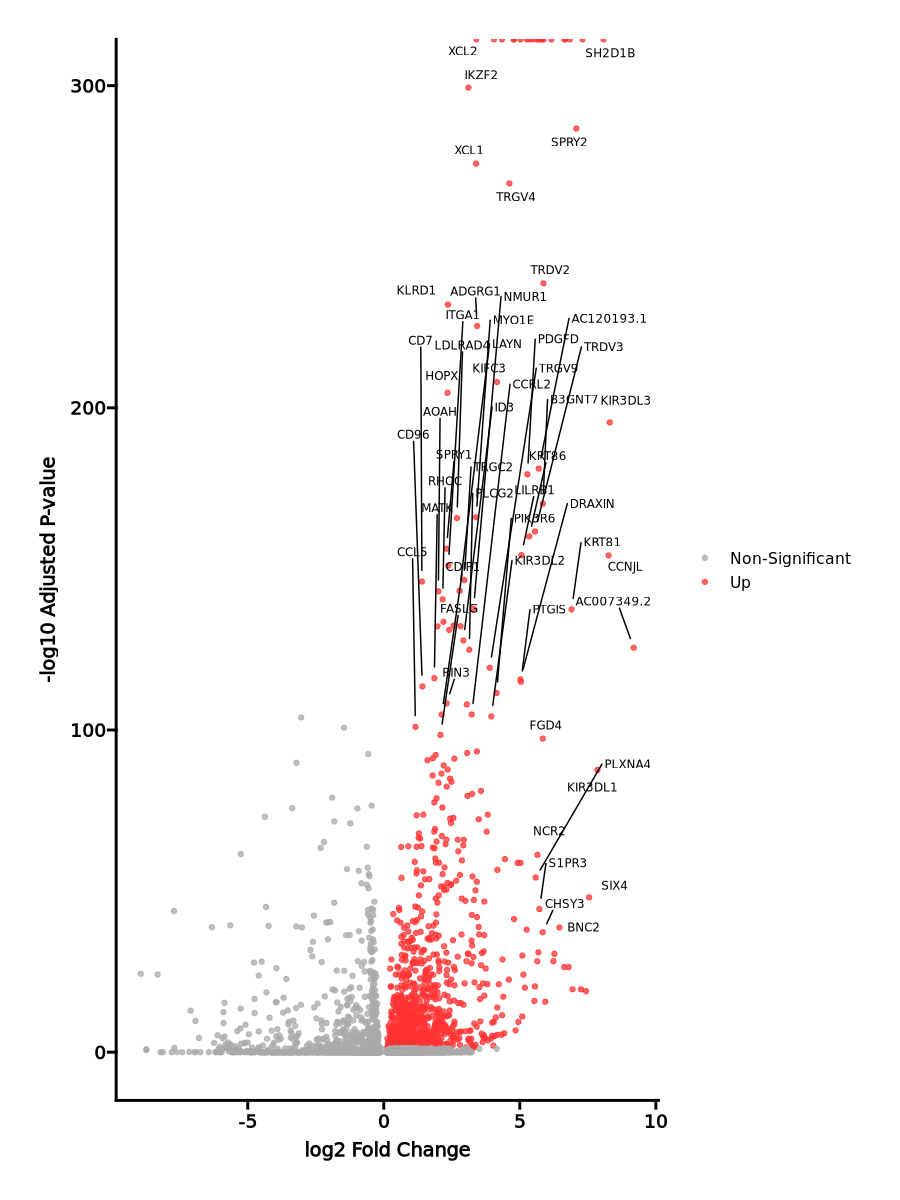 XCL2
SH2D1B
IKZF2
300
SPRY2
XCL1
TRGV4
TRDV2
KLRD1
ADGRG1
NMUR1
ITGA1
MYO1E
AC120193.1
CD7
LDLRAD4
LAYN
PDGFD
TRDV3
HOPX
KIFC3
TRGV9
CCRL2
AOAH
ID3
B3GNT7
KIR3DL3
200
CD96
SPRY1
TRGC2
KRT86
RHOC
PLCG2
LILRB1
MATK
PIK3R6
DRAXIN
CCL5
CDIP1
KIR3DL2
KRT81
CCNJL
FASLG
PTGIS
AC007349.2
RIN3
FGD4
100
PLXNA4
KIR3DL1
NCR2
S1PR3
SIX4
CHSY3
BNC2
0
-5
0
5
10
log2 Fold Change
-log10 Adjusted P-value
Non-Significant
Up